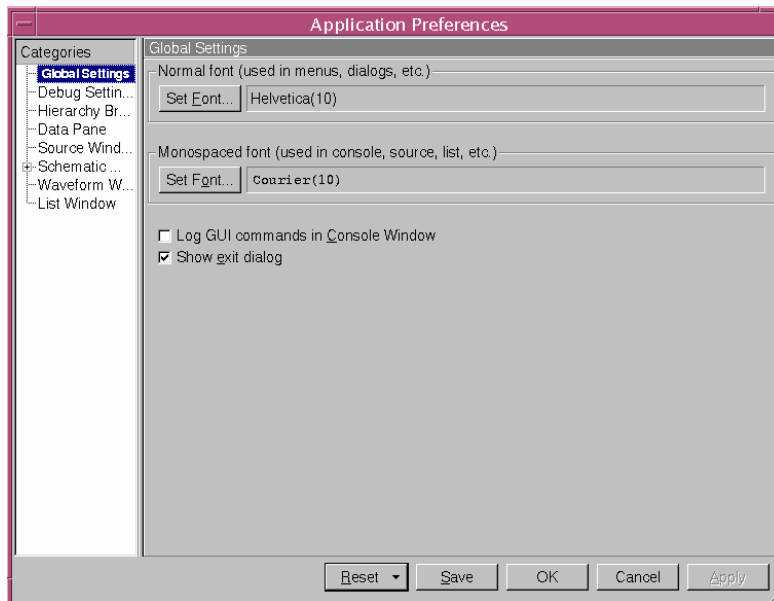 Application Preferences
Categories
Global Settings
Debug Settin...
Hierarchy Br...
Data Pane
Source Wind...
Schematic ...
Waveform W...
List Window
Global Settings
Normal font (used in menus, dialogs, etc.)
Set Font... Helvetica(10)
Monospaced font (used in console, source, list, etc.)
Set Font... Courier(10)
Log GUI commands in Console Window
Show exit dialog
Reset Save OK Cancel Apply